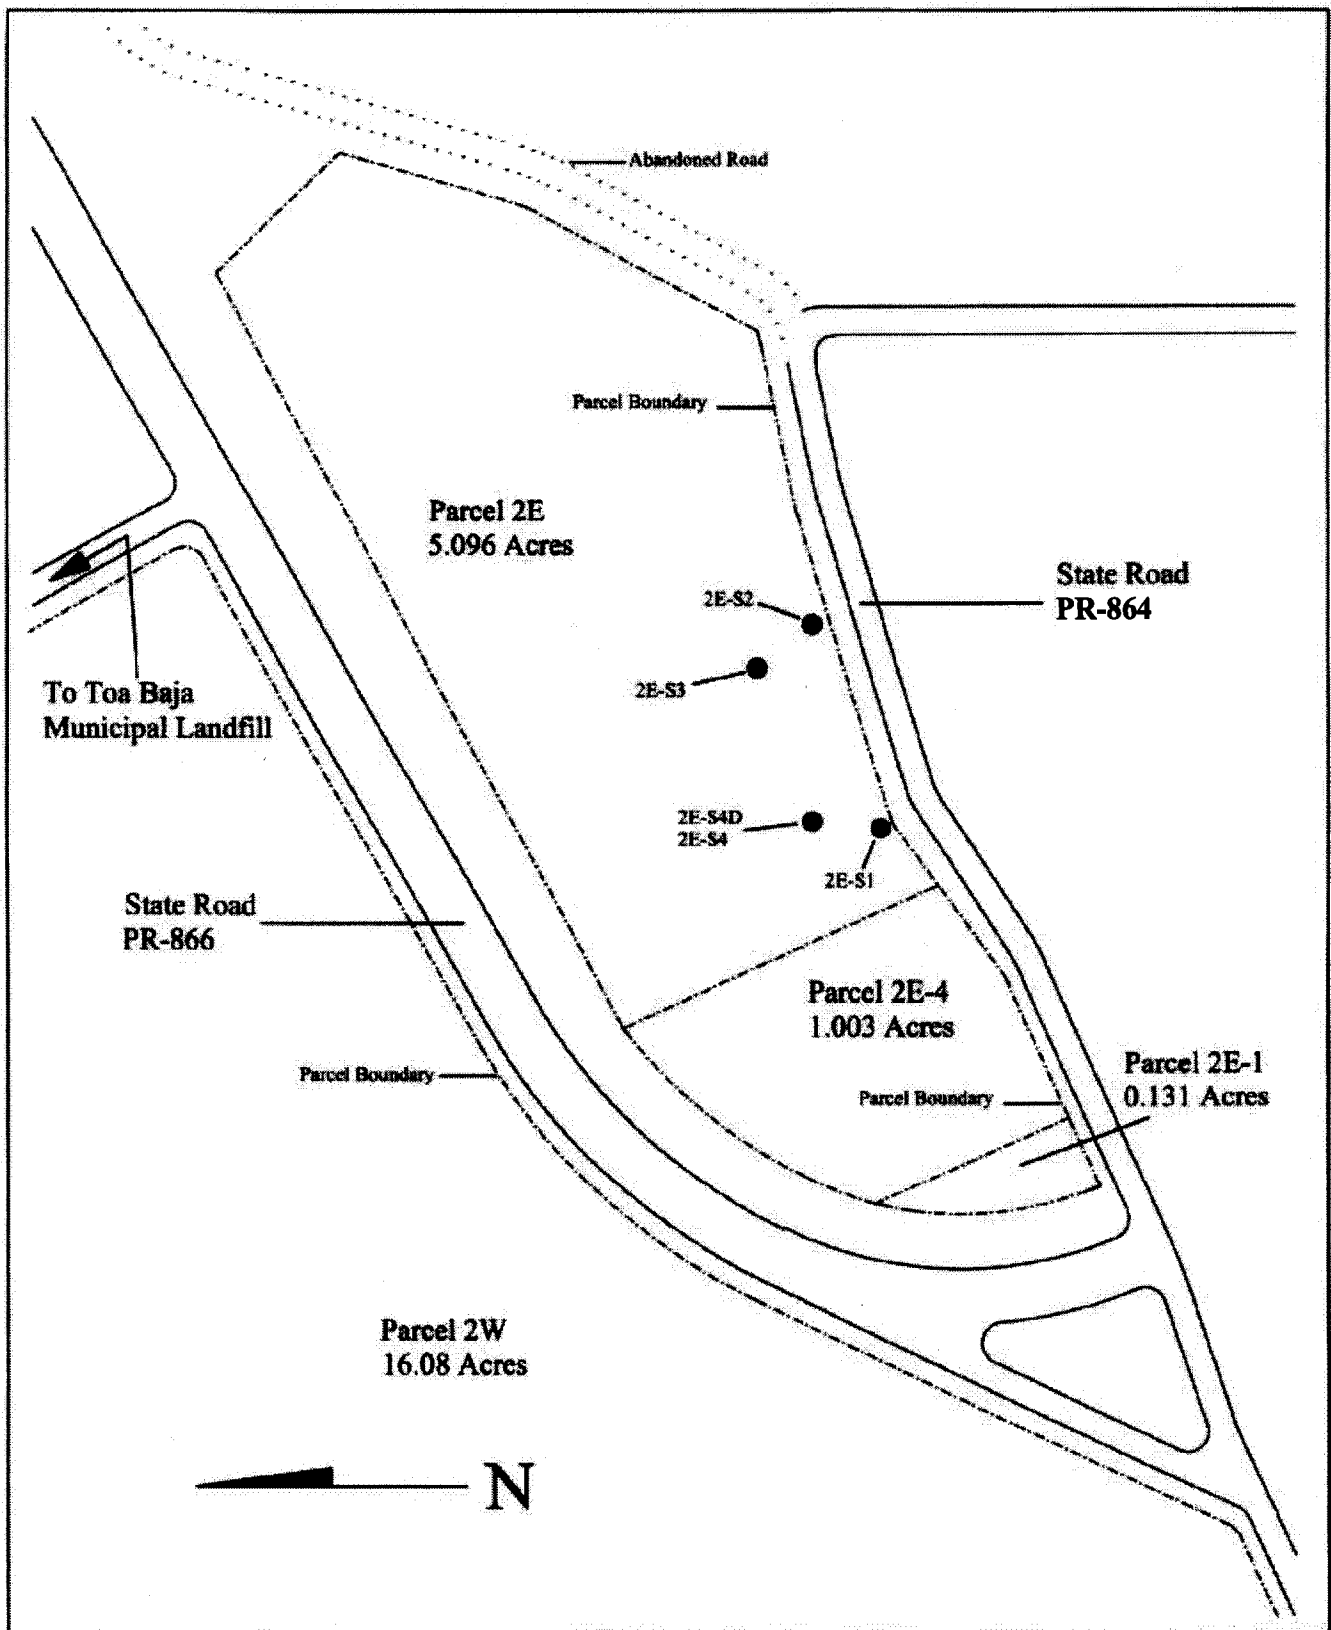 Abandoned Road
Parcel Boundary
Parcel 2E
5.096 Acres
State Road
PR-864
2E-S2
2E-S3
To Toa Baja
Municipal Landfill
2E-S4D
2E-S4
2E-S1
State Road
PR-866
Parcel 2E-4
1.003 Acres
Parcel 2E-1
0.131 Acres
Parcel Boundary
Parcel Boundary
Parcel 2W
16.08 Acres
N